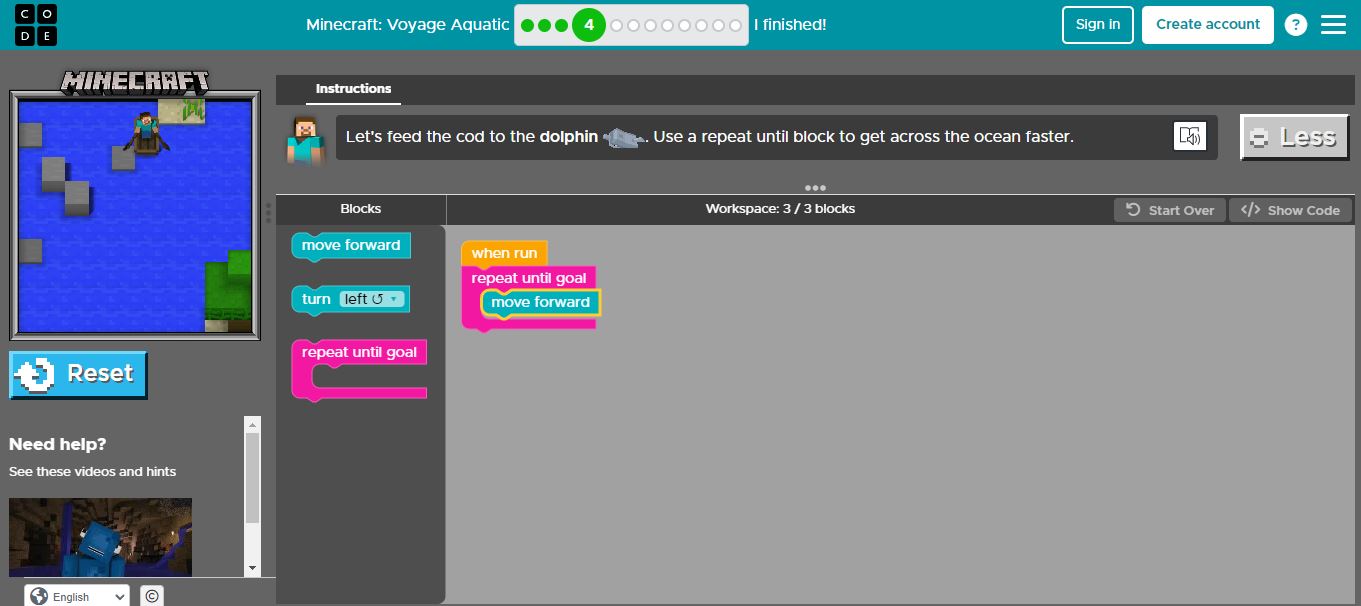 C O
D E
Minecraft: Voyage Aquatic
4
I finished!
Sign in
Create account
?
MINECRAFT
Instructions
Let's feed the cod to the dolphin . Use a repeat until block to get across the ocean faster.
Less
Blocks
Workspace: 3 / 3 blocks
Start Over
</> Show Code
move forward
turn left ↺
repeat until goal
when run
repeat until goal
move forward
Reset
Need help?
See these videos and hints
English
©